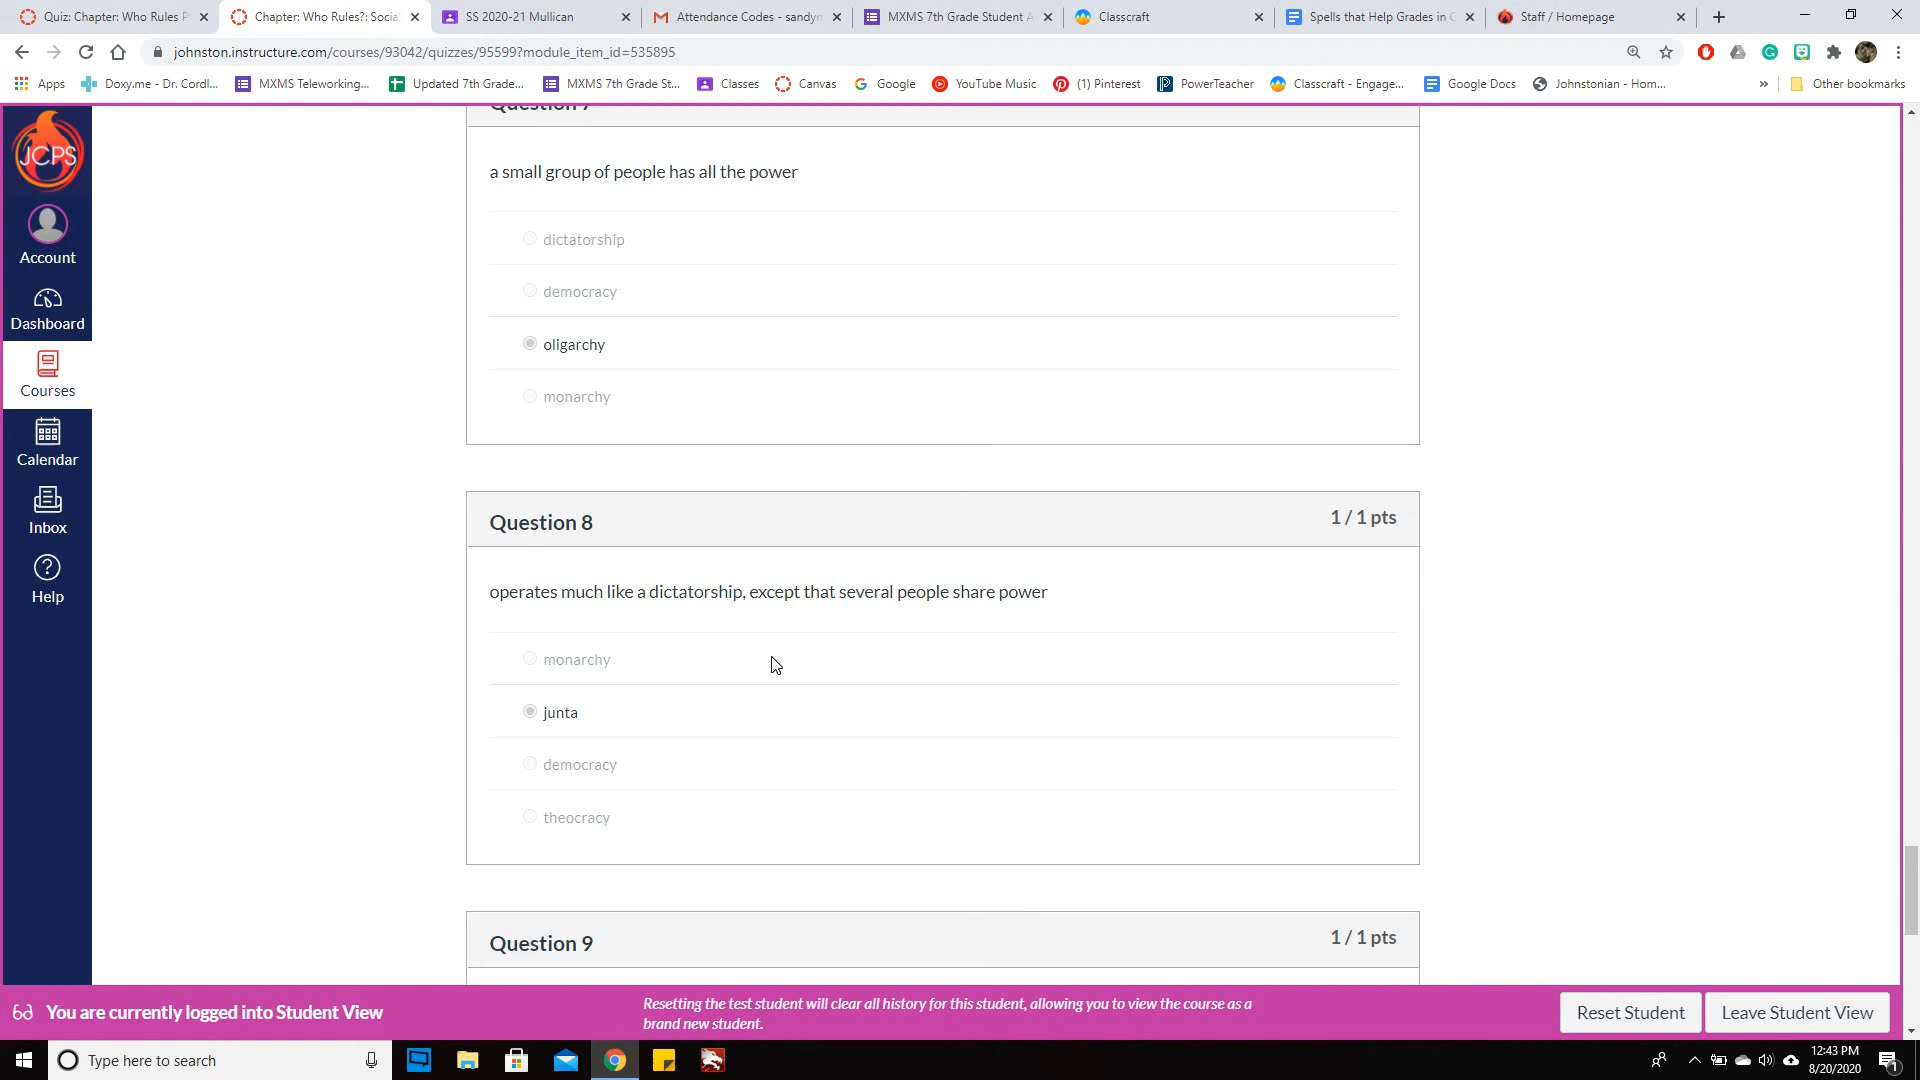 Quiz: Chapter: Who Rules P
Chapter: Who Rules?: Social
SS 2020-21 Mullican
Attendance Codes - sandym
MXMS 7th Grade Student A
Classcraft
Spells that Help Grades in C
Staff / Homepage
johnston.instructure.com/courses/93042/quizzes/95599?module_item_id=535895
Apps
Doxy.me - Dr. Cordl...
MXMS Teleworking...
Updated 7th Grade...
MXMS 7th Grade St...
Classes
Canvas
Google
YouTube Music
(1) Pinterest
PowerTeacher
Classcraft - Engage...
Google Docs
Johnstonian - Hom...
»
Other bookmarks
JCPS
Account
Dashboard
Courses
Calendar
Inbox
Help
Question 7
a small group of people has all the power
dictatorship
democracy
oligarchy
monarchy
Question 8
1 / 1 pts
operates much like a dictatorship, except that several people share power
monarchy
junta
democracy
theocracy
Question 9
1 / 1 pts
You are currently logged into Student View
Resetting the test student will clear all history for this student, allowing you to view the course as a
brand new student.
Reset Student
Leave Student View
Type here to search
12:43 PM
8/20/2020
1